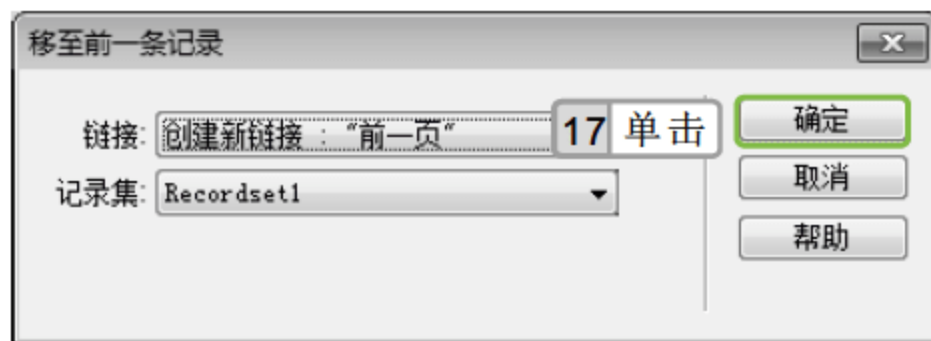 移至前一条记录
链接: 创建新链接 : "前一页"
17 单击
确定
记录集: Recordset1
取消
帮助